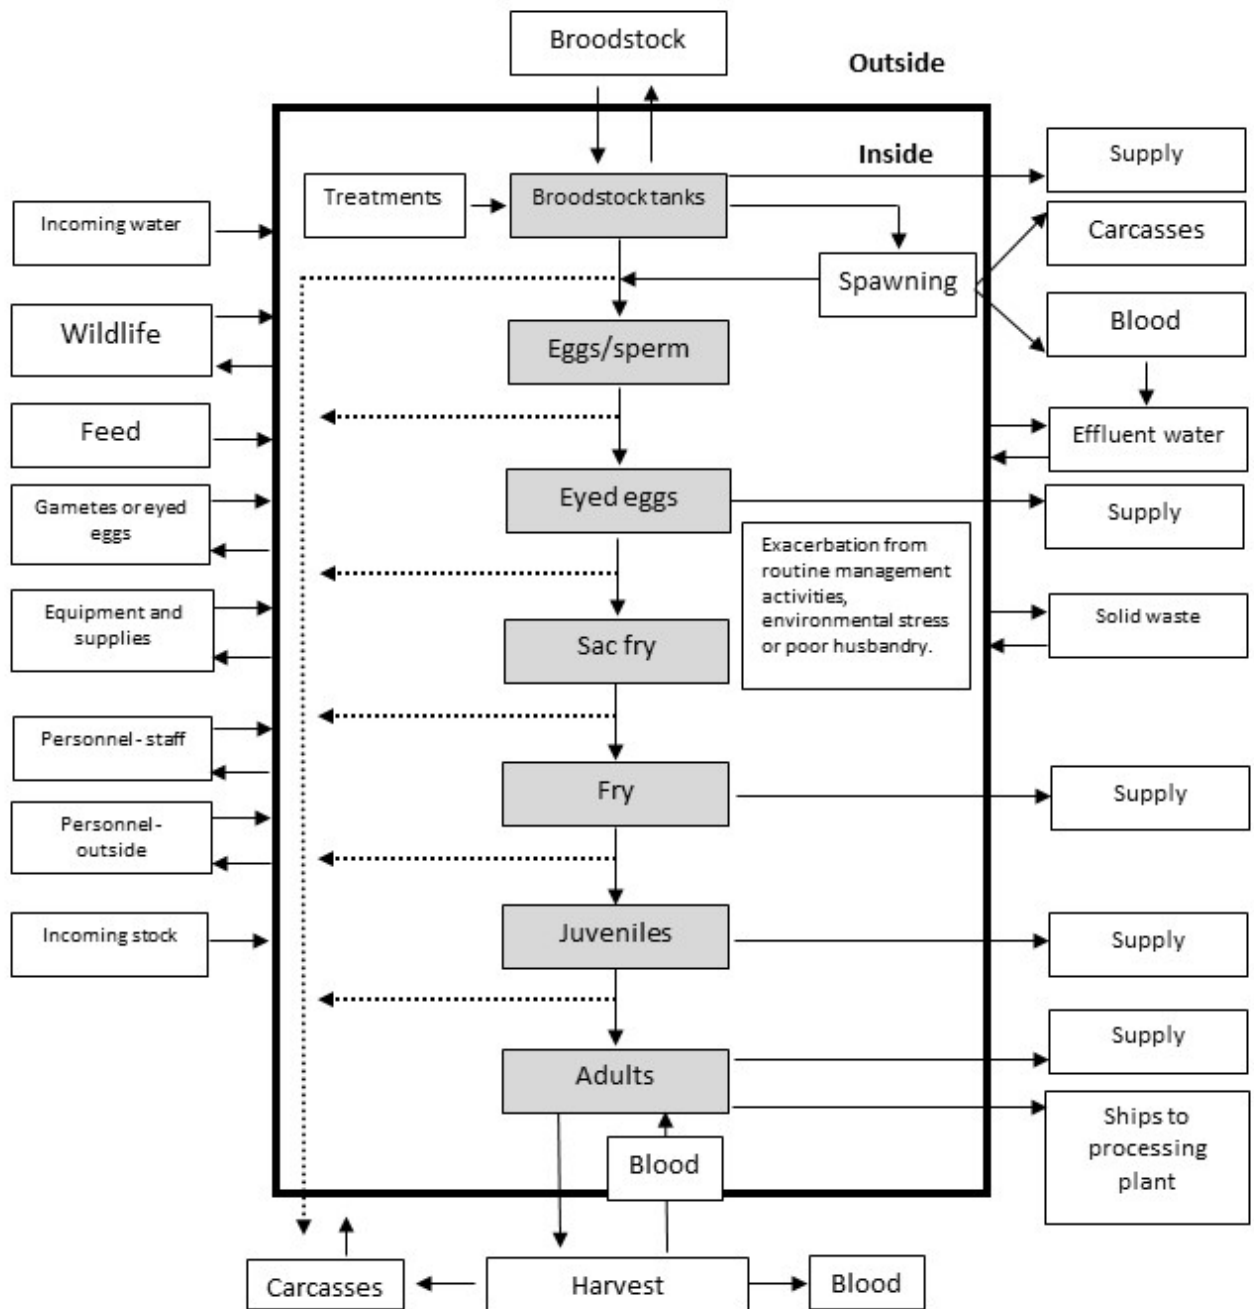 Broodstock
Outside
Inside
Supply
Treatments
Broodstock tanks
Incoming water
Carcasses
Spawning
Wildlife
Blood
Eggs/sperm
Feed
Effluent water
Gametes or eyed
eggs
Eyed eggs
Supply
Exacerbation from
routine management
activities,
environmental stress
or poor husbandry.
Equipment and
supplies
Solid waste
Sac fry
Personnel - staff
Fry
Supply
Personnel-
outside
Incoming stock
Juveniles
Supply
Supply
Adults
Ships to
processing
plant
Blood
Carcasses
Harvest
Blood